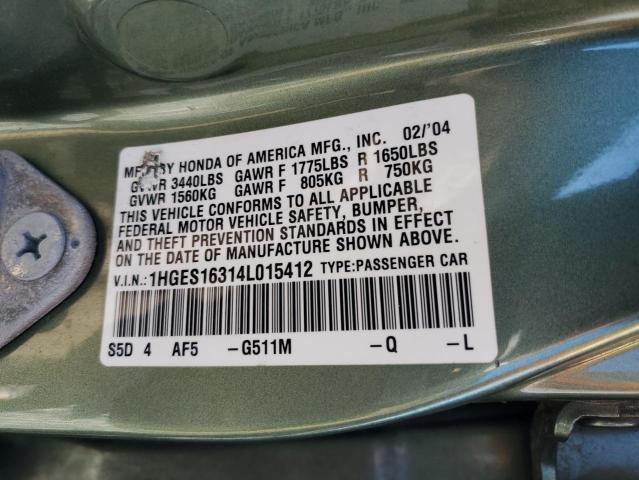 MFD BY HONDA OF AMERICA MFG., INC. 02/'04
GVWR 3440LBS GAWR F 1775LBS R 1650LBS
GVWR 1560KG GAWR F 805KG R 750KG
THIS VEHICLE CONFORMS TO ALL APPLICABLE
FEDERAL MOTOR VEHICLE SAFETY, BUMPER,
AND THEFT PREVENTION STANDARDS IN EFFECT
ON THE DATE OF MANUFACTURE SHOWN ABOVE.
V.I.N.:1HGES16314L015412 TYPE:PASSENGER CAR
S5D 4 AF5 -G511M -Q -L